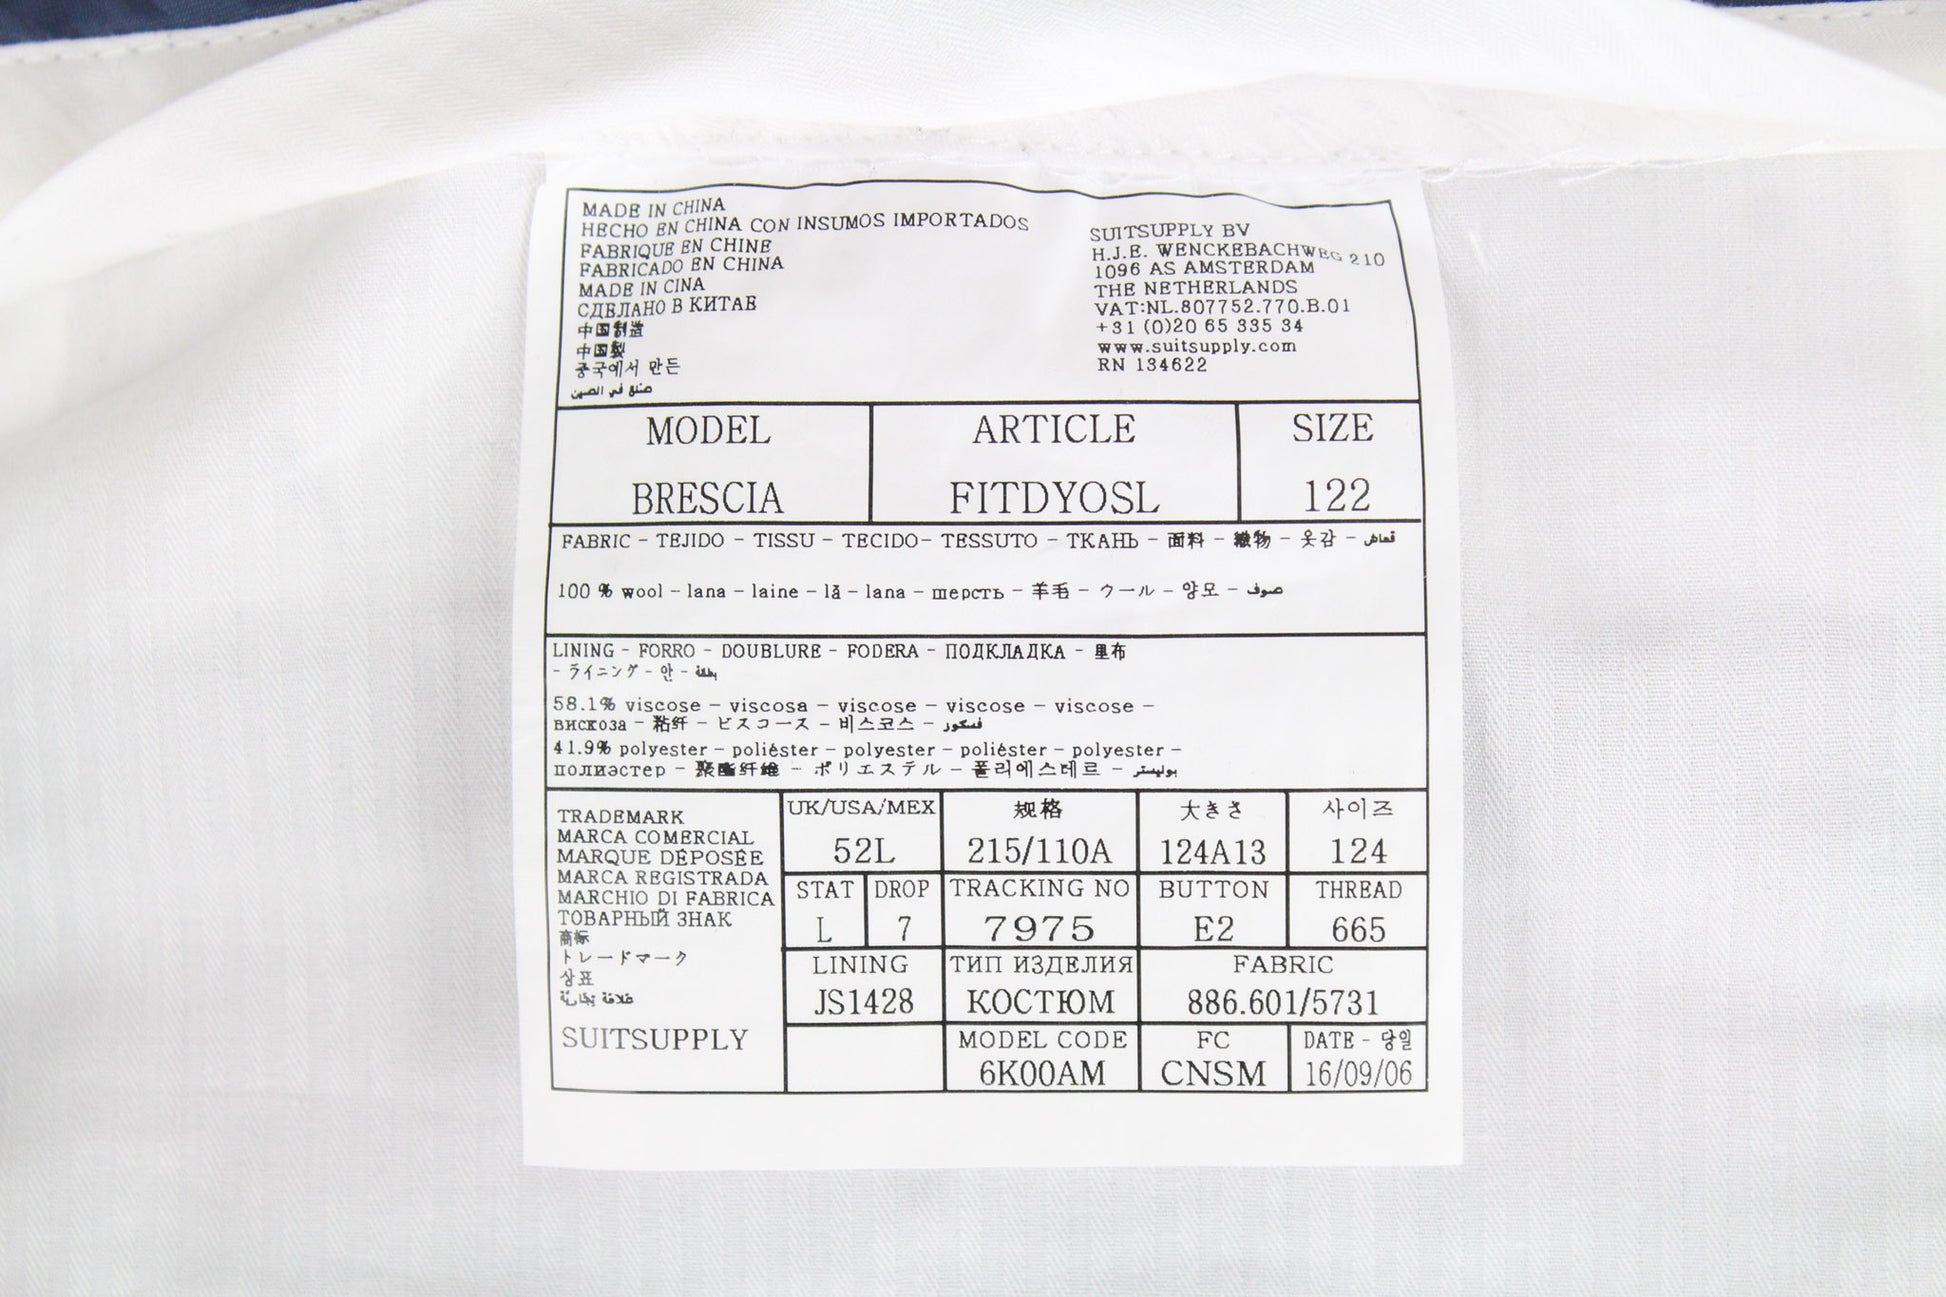 MADE IN CHINA
HECHO EN CHINA CON INSUMOS IMPORTADOS
FABRIQUE EN CHINE
FABRICADO EN CHINA
MADE IN CINA
СДЕЛАНО В КИТАЕ
中国制造
中国製
중국에서 만든
صنع في الصين
SUITSUPPLY BV
H.J.E. WENCKEBACHWEG 210
1096 AS AMSTERDAM
THE NETHERLANDS
VAT:NL.807752.770.B.01
+31 (0)20 65 335 34
www.suitsupply.com
RN 134622
MODEL ARTICLE SIZE
BRESCIA FITDYOSL 122
FABRIC - TEJIDO - TISSU - TECIDO- TESSUTO - ТКАНЬ - 面料 - 織物 - 옷감 - قماش
100 % wool - lana - laine - lã - lana - шерсть - 羊毛 - ウール - 양모 - صوف
LINING - FORRO - DOUBLURE - FODERA - ПОДКЛАДКА - 里布
- ライニング - 안 - بطانة
58.1% viscose - viscosa - viscose - viscose - viscose -
вискоза - 粘纤 - ビスコース - 비스코스 - فسكوز
41.9% polyester - poliéster - polyester - poliéster - polyester -
полиэстер - 聚酯纤维 - ポリエステル - 폴리에스테르 - بوليستر
TRADEMARK
MARCA COMERCIAL
MARQUE DÉPOSÉE
MARCA REGISTRADA
MARCHIO DI FABRICA
ТОВАРНЫЙ ЗНАК
商标
トレードマーク
상표
علامة تجارية
SUITSUPPLY
UK/USA/MEX 规格 大きさ 사이즈
52L 215/110A 124A13 124
STAT DROP TRACKING NO BUTTON THREAD
L 7 7975 E2 665
LINING ТИП ИЗДЕЛИЯ FABRIC
JS1428 КОСТЮМ 886.601/5731
MODEL CODE FC DATE - 당일
6K00AM CNSM 16/09/06